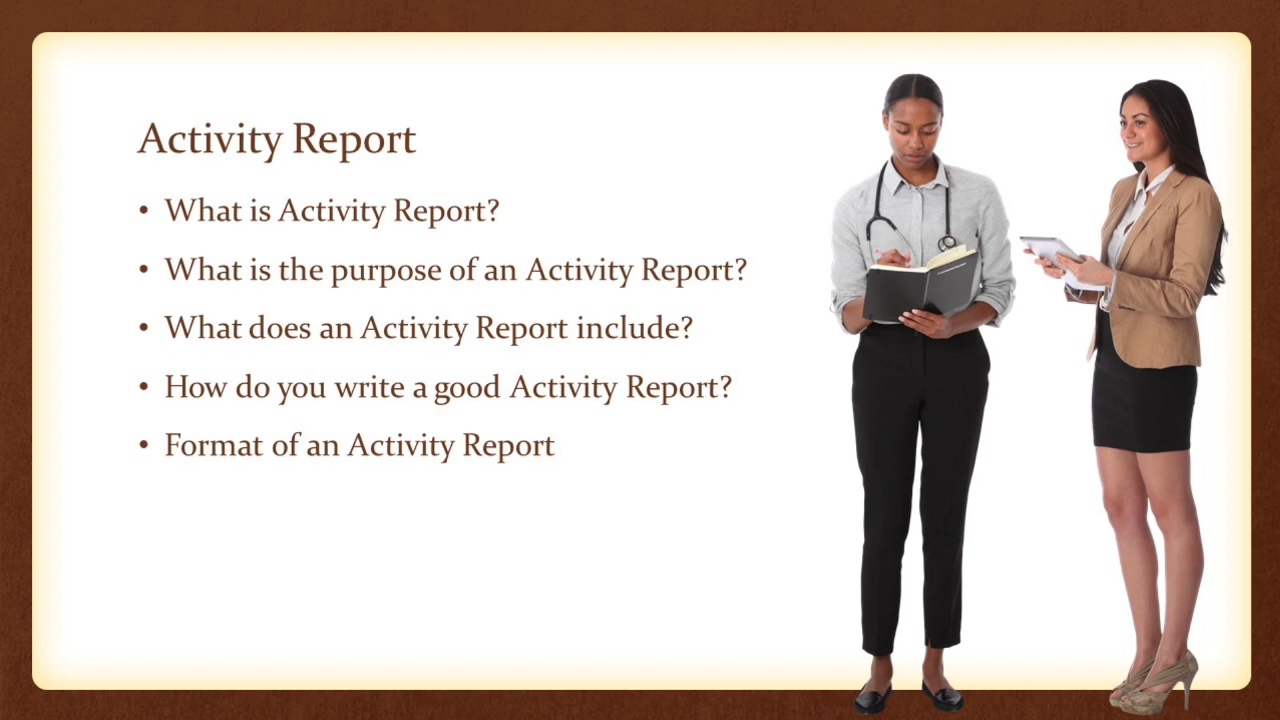 Activity Report
• What is Activity Report?
• What is the purpose of an Activity Report?
• What does an Activity Report include?
• How do you write a good Activity Report?
• Format of an Activity Report